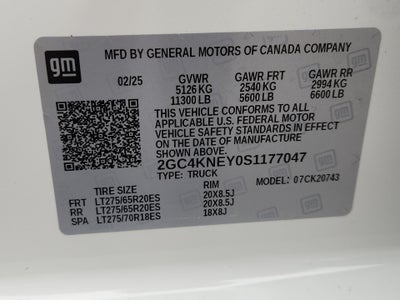 gm
MFD BY GENERAL MOTORS OF CANADA COMPANY
02/25 GVWR GAWR FRT GAWR RR
5126 KG 2540 KG 2994 KG
11300 LB 5600 LB 6600 LB
THIS VEHICLE CONFORMS TO ALL
APPLICABLE U.S. FEDERAL MOTOR
VEHICLE SAFETY STANDARDS IN EFFECT
ON THE DATE OF MANUFACTURE
SHOWN ABOVE.
2GC4KNEY0S1177047
TYPE: TRUCK MODEL: 07CK20743
TIRE SIZE RIM
FRT LT275/65R20ES 20X8.5J
RR LT275/65R20ES 20X8.5J
SPA LT275/70R18ES 18X8J